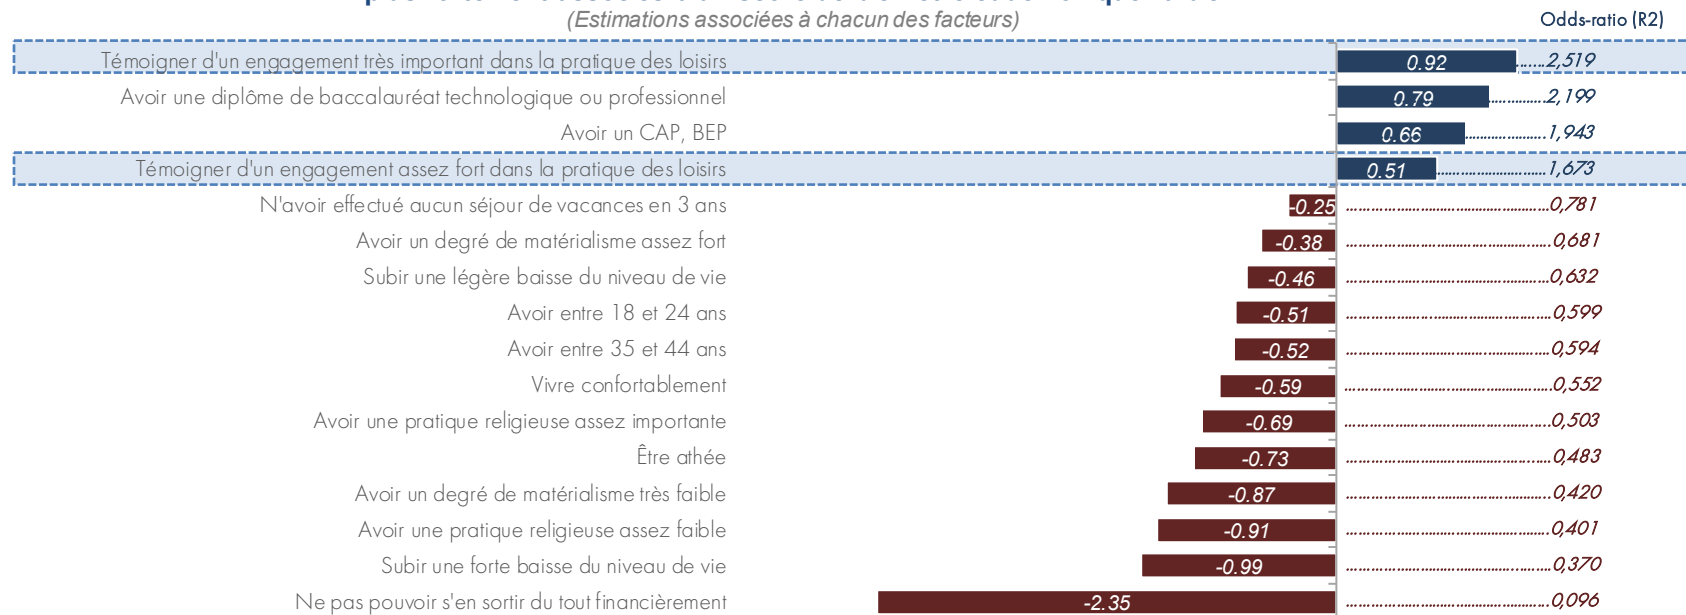 (Estimations associées à chacun des facteurs)
Odds-ratio (R2)
Témoigner d'un engagement très important dans la pratique des loisirs 0.92 ........2,519
Avoir une diplôme de baccalauréat technologique ou professionnel 0.79 ...............2,199
Avoir un CAP, BEP 0.66 .....................1,943
Témoigner d'un engagement assez fort dans la pratique des loisirs 0.51 ............................1,673
N'avoir effectué aucun séjour de vacances en 3 ans -0.25 ....................................................0,781
Avoir un degré de matérialisme assez fort -0.38 ....................................................0,681
Subir une légère baisse du niveau de vie -0.46 ....................................................0,632
Avoir entre 18 et 24 ans -0.51 ....................................................0,599
Avoir entre 35 et 44 ans -0.52 ....................................................0,594
Vivre confortablement -0.59 ....................................................0,552
Avoir une pratique religieuse assez importante -0.69 ....................................................0,503
Être athée -0.73 ....................................................0,483
Avoir un degré de matérialisme très faible -0.87 ....................................................0,420
Avoir une pratique religieuse assez faible -0.91 ....................................................0,401
Subir une forte baisse du niveau de vie -0.99 ....................................................0,370
Ne pas pouvoir s'en sortir du tout financièrement -2.35 ....................................................0,096